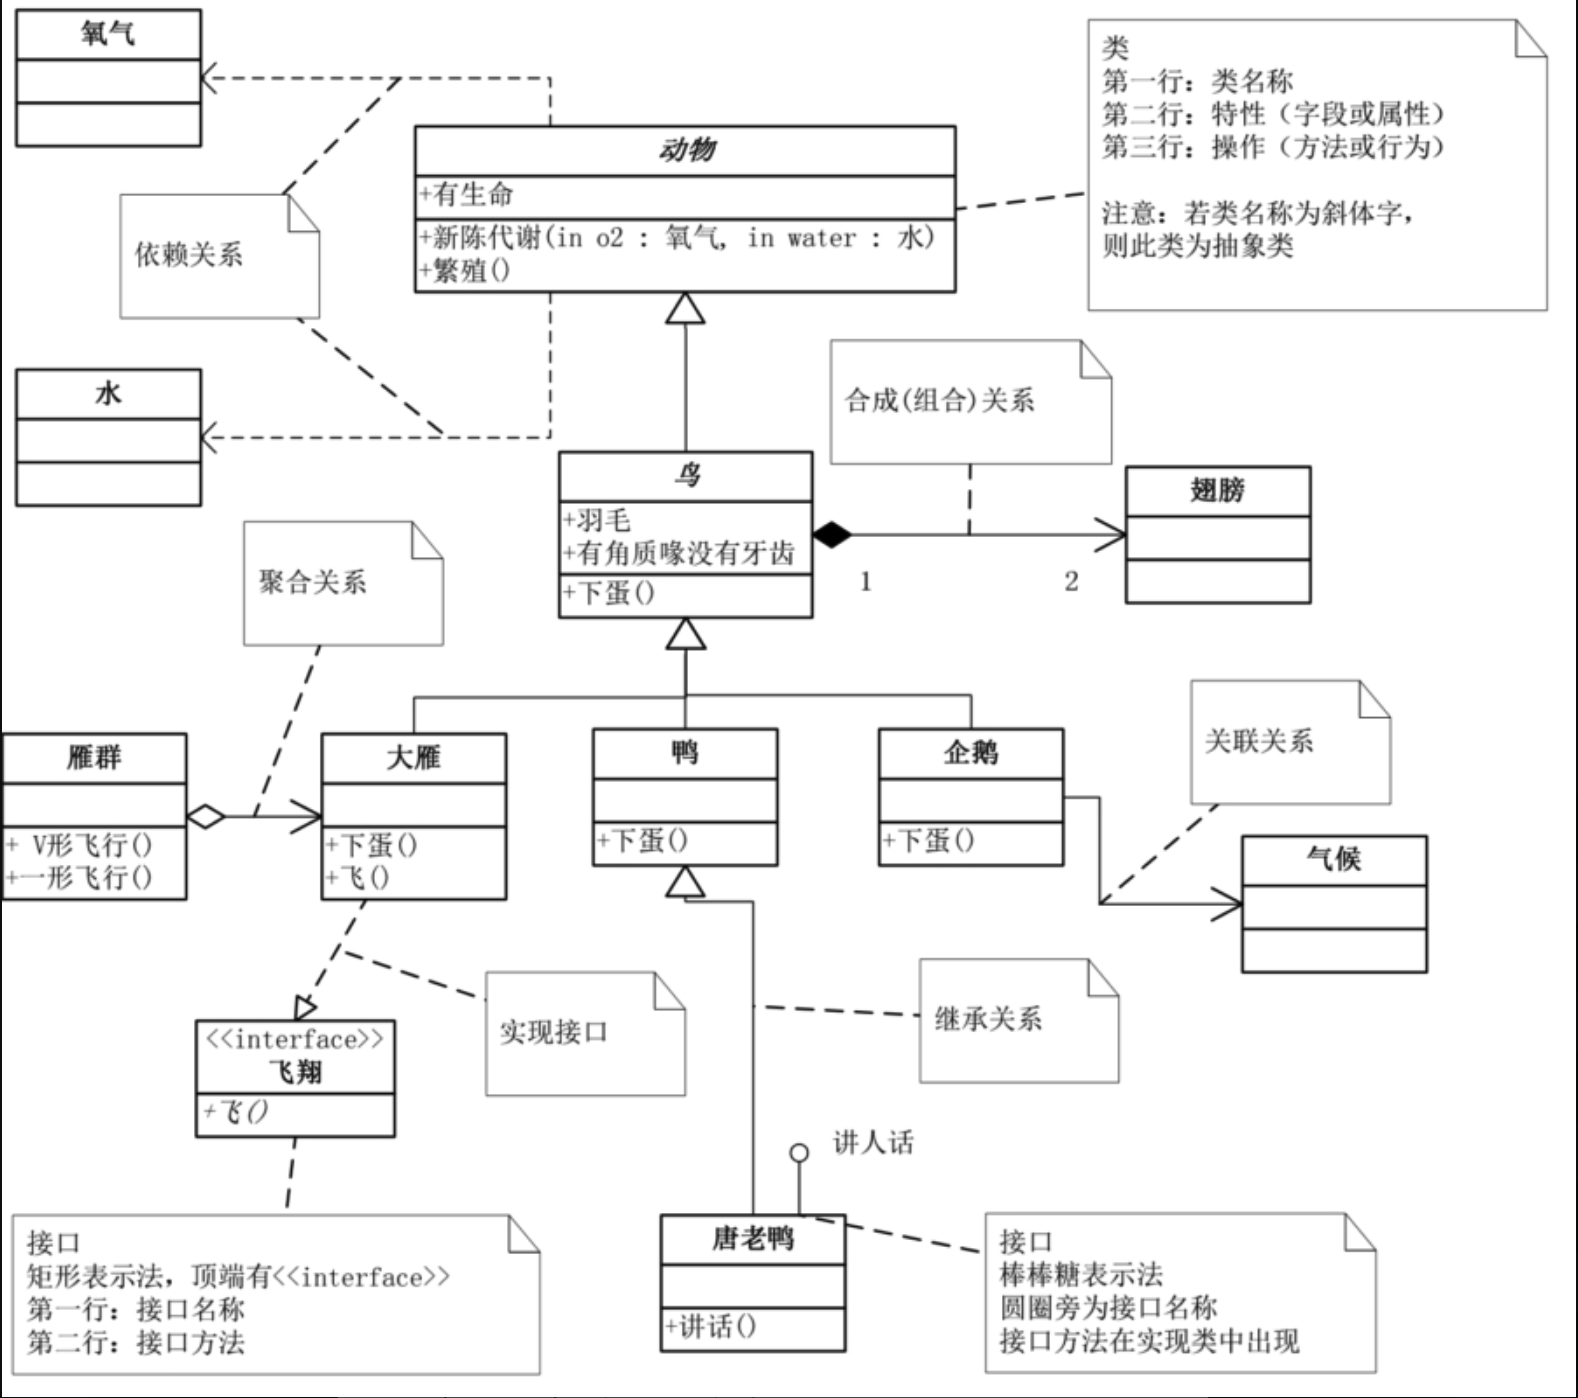 氧气
类
第一行：类名称
第二行：特性（字段或属性）
第三行：操作（方法或行为）
注意：若类名称为斜体字，
则此类为抽象类
动物
+有生命
+新陈代谢(in o2 : 氧气, in water : 水)
+繁殖()
依赖关系
水
合成(组合)关系
鸟
+羽毛
+有角质喙没有牙齿
+下蛋()
1
2
翅膀
聚合关系
雁群
+ V形飞行()
+一形飞行()
大雁
+下蛋()
+飞()
鸭
+下蛋()
企鹅
+下蛋()
关联关系
气候
实现接口
继承关系
<<interface>>
飞翔
+飞()
讲人话
接口
矩形表示法，顶端有<<interface>>
第一行：接口名称
第二行：接口方法
唐老鸭
+讲话()
接口
棒棒糖表示法
圆圈旁为接口名称
接口方法在实现类中出现